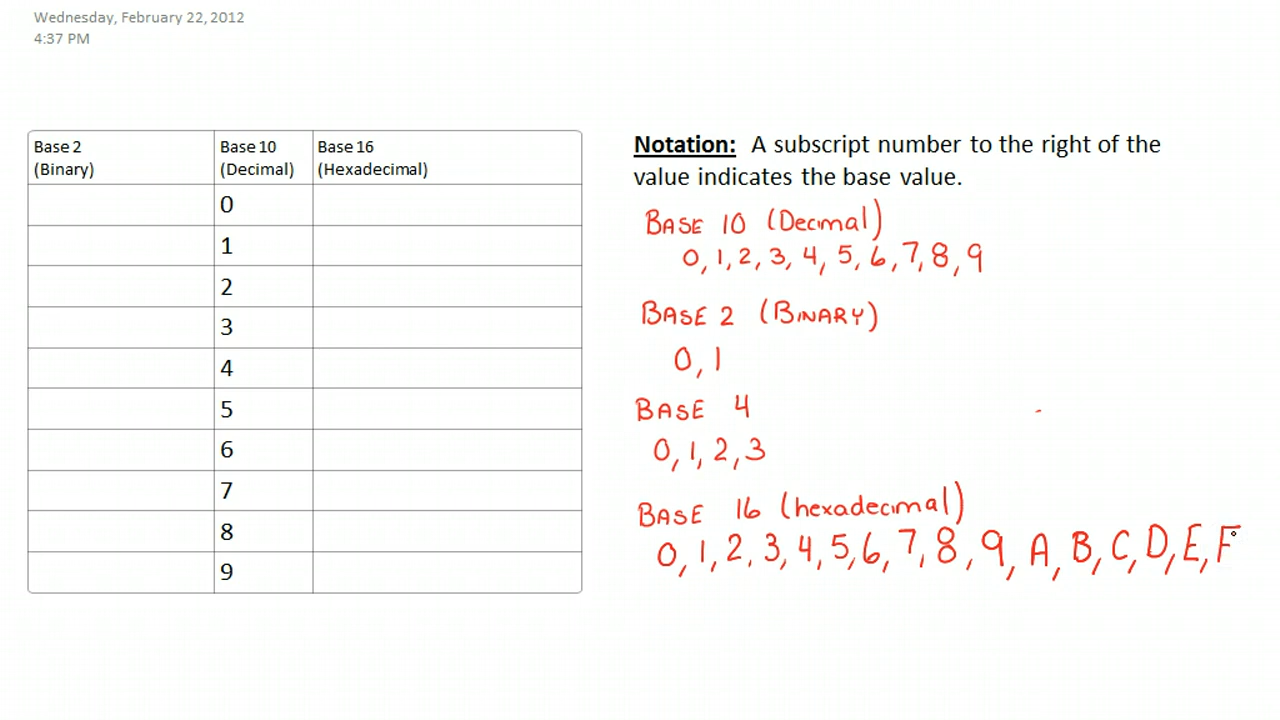 Wednesday, February 22, 2012
4:37 PM
Base 2 Base 10 Base 16
(Binary) (Decimal) (Hexadecimal)
0
1
2
3
4
5
6
7
8
9
Notation: A subscript number to the right of the
value indicates the base value.
BASE 10 (Decimal)
0, 1, 2, 3, 4, 5, 6, 7, 8, 9
BASE 2 (BINARY)
0, 1
BASE 4
0, 1, 2, 3
BASE 16 (hexadecimal)
0, 1, 2, 3, 4, 5, 6, 7, 8, 9, A, B, C, D, E, F